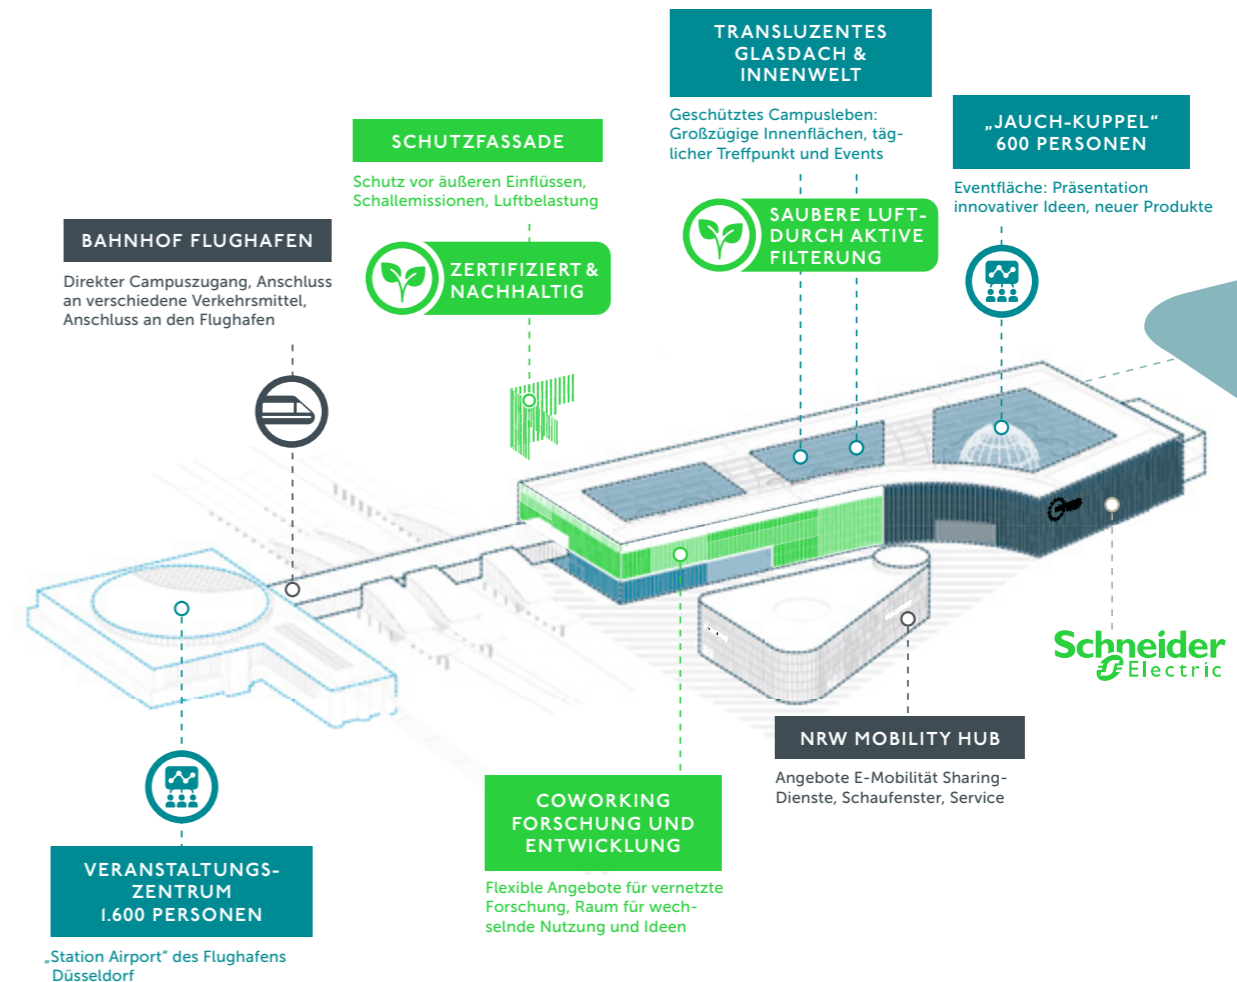 TRANSLUZENTES
GLASDACH &
INNENWELT
Geschütztes Campusleben:
Großzügige Innenflächen, täg-
licher Treffpunkt und Events
„JAUCH-KUPPEL“
600 PERSONEN
Eventfläche: Präsentation
innovativer Ideen, neuer Produkte
SCHUTZFASSADE
Schutz vor äußeren Einflüssen,
Schallemissionen, Luftbelastung
SAUBERE LUFT-
DURCH AKTIVE
FILTERUNG
BAHNHOF FLUGHAFEN
Direkter Campuszugang, Anschluss
an verschiedene Verkehrsmittel,
Anschluss an den Flughafen
ZERTIFIZIERT &
NACHHALTIG
Schneider
Electric
NRW MOBILITY HUB
Angebote E-Mobilität Sharing-
Dienste, Schaufenster, Service
COWORKING
FORSCHUNG UND
ENTWICKLUNG
Flexible Angebote für vernetzte
Forschung, Raum für wech-
selnde Nutzung und Ideen
VERANSTALTUNGS-
ZENTRUM
1.600 PERSONEN
„Station Airport“ des Flughafens
Düsseldorf